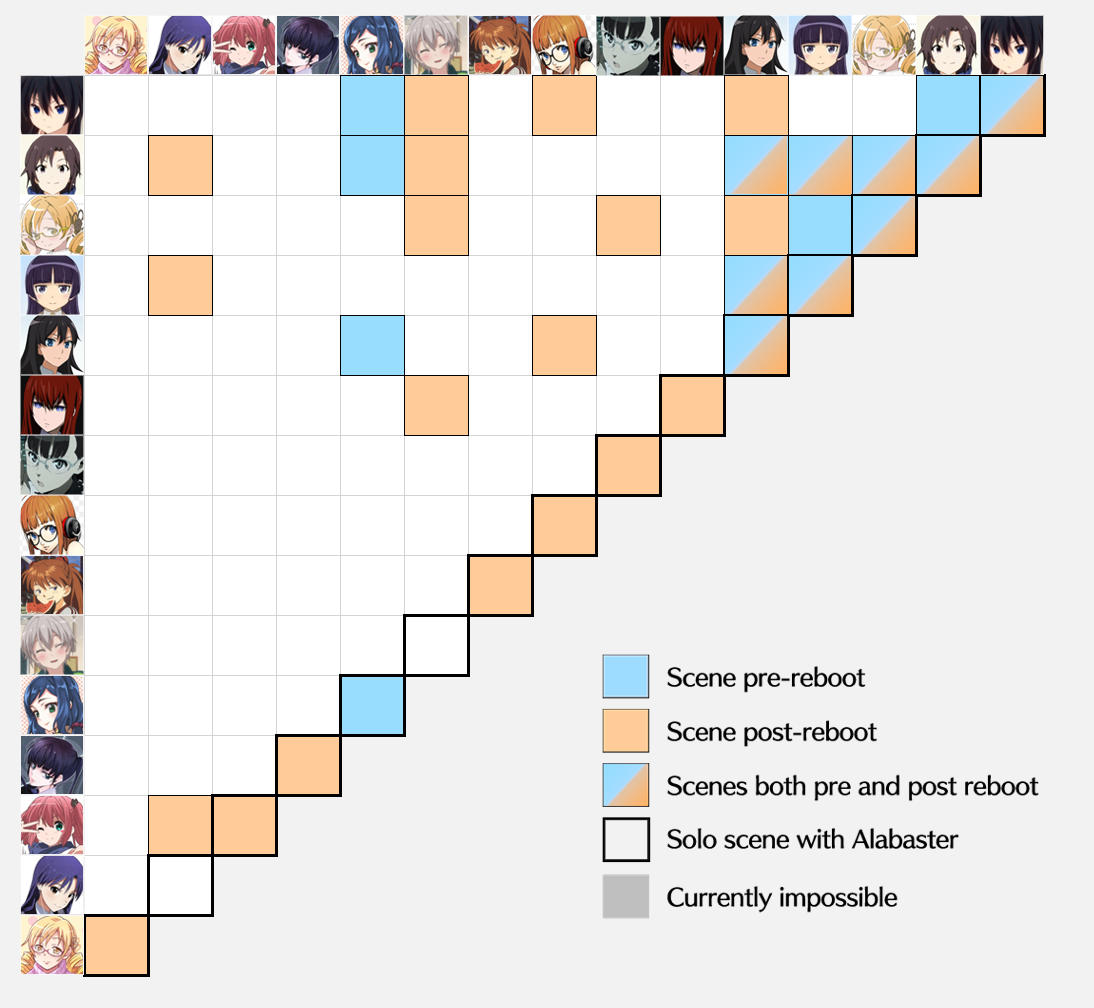 Scene pre-reboot
Scene post-reboot
Scenes both pre and post reboot
Solo scene with Alabaster
Currently impossible